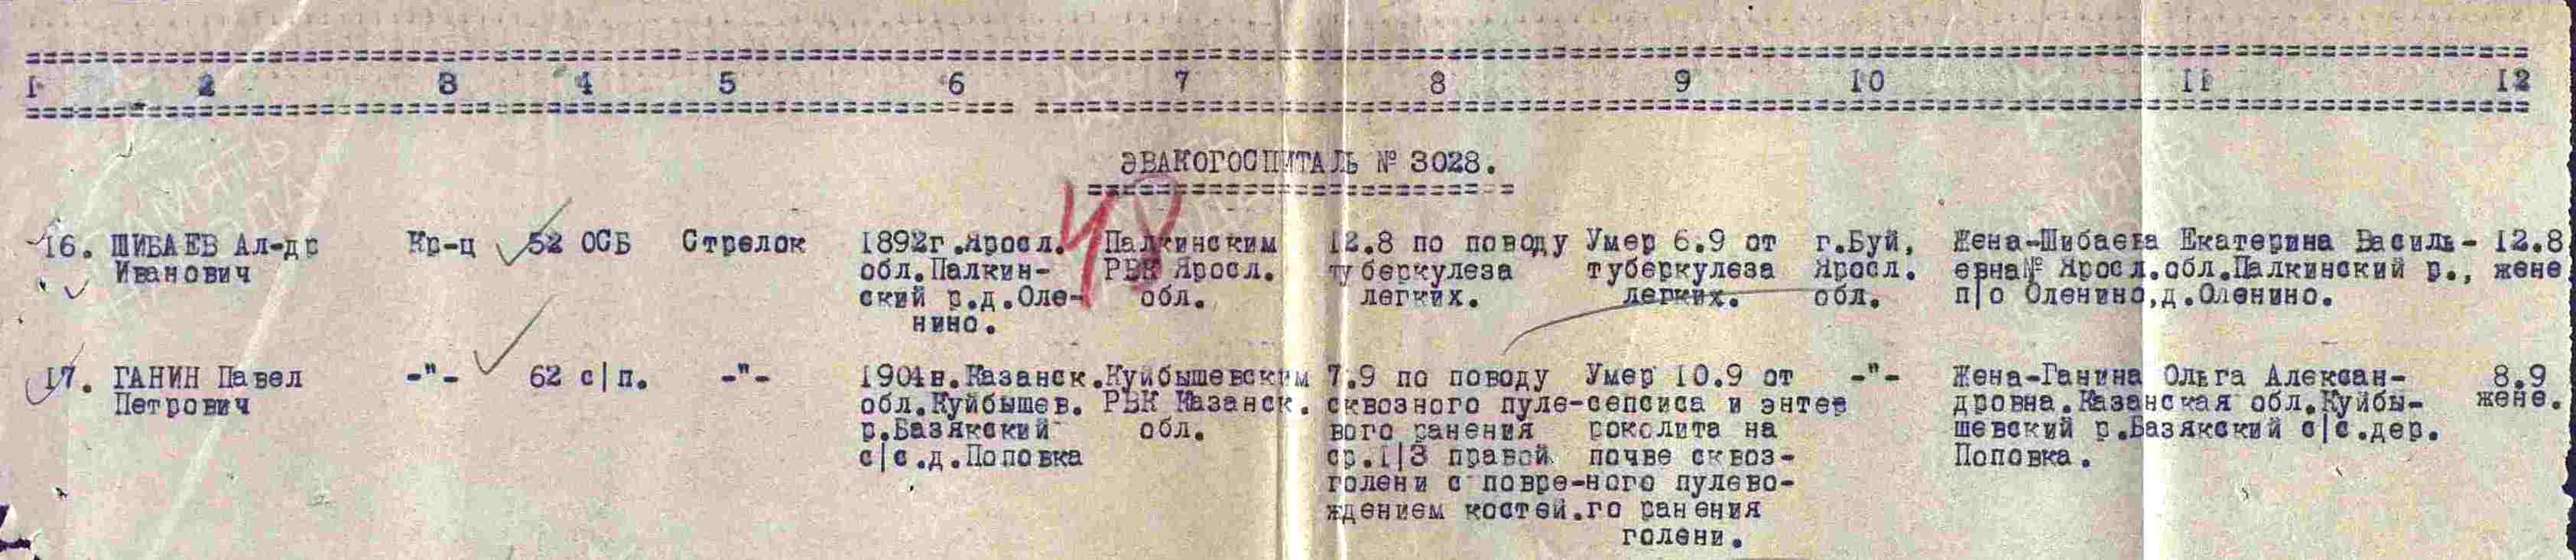 1 2 3 4 5 6 7 8 9 10 11 12
ЭВАКОГОСПИТАЛЬ № 3028.
48
16. ШИБАЕВ Ал-др Кр-ц 52 ОСБ Стрелок 1892г.Яросл. Палкинским 12.8 по поводу Умер 6.9 от г.Буй, Жена-Шибаева Екатерина Василь- 12.8
Иванович обл.Палкин- РВК Яросл. туберкулеза туберкулеза Яросл. евна№ Яросл.обл.Палкинский р., жене
ский р.д.Оле- обл. легких. легких. обл. п/о Оленино,д.Оленино.
нино.
17. ГАНИН Павел -"- 62 с/п. -"- 1904г.Казанск. Куйбышевским 7.9 по поводу Умер 10.9 от -"- Жена-Ганина Ольга Алексан- 8.9
Петрович обл.Куйбышев. РВК Казанск. сквозного пуле- сепсиса и энтер дровна.Казанская обл.Куйбы- жене.
р.Базякский обл. вого ранения роколита на шевский р.Базякский с/с.дер.
с/с.д.Поповка ср.1/3 правой почве сквоз- Поповка.
голени с повре- ного пулево-
ждением костей. го ранения
голени.